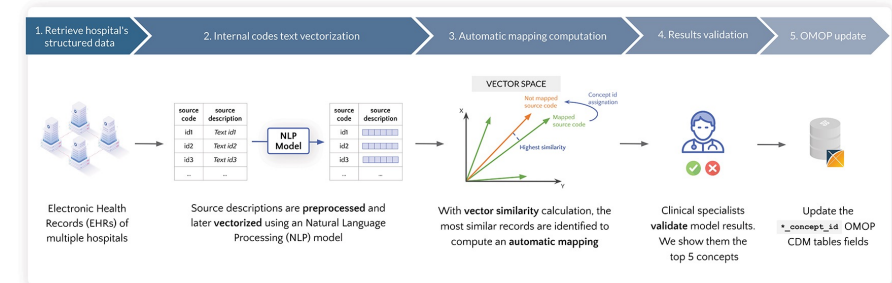 1. Retrieve hospital's
structured data
2. Internal codes text vectorization
3. Automatic mapping computation
4. Results validation
5. OMOP update
source
code
source
description
id1
Text id1
id2
Text id2
id3
Text id3
...
...
NLP
Model
source
code
source
description
id1
id2
id3
...
...
VECTOR SPACE
X
Y
Not mapped
source code
Concept id
assignation
Mapped
source code
Highest similarity
Electronic Health
Records (EHRs) of
multiple hospitals
Source descriptions are preprocessed and
later vectorized using an Natural Language
Processing (NLP) model
With vector similarity calculation, the
most similar records are identified to
compute an automatic mapping
Clinical specialists
validate model results.
We show them the
top 5 concepts
Update the
*_concept_id OMOP
CDM tables fields